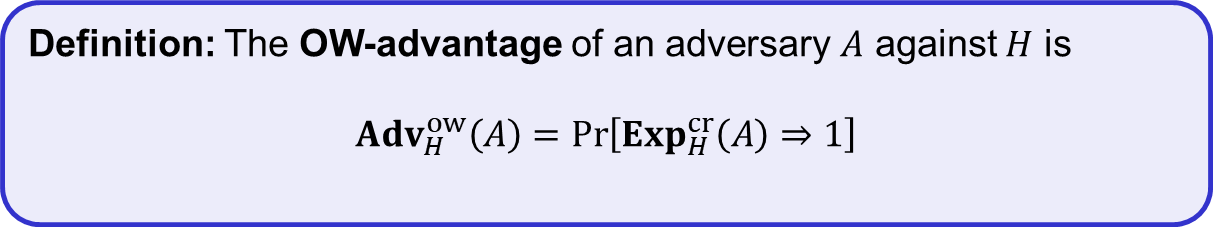 Definition: The OW-advantage of an adversary A against H is
Adv_H^ow(A) = Pr[Exp_H^cr(A) ⇒ 1]